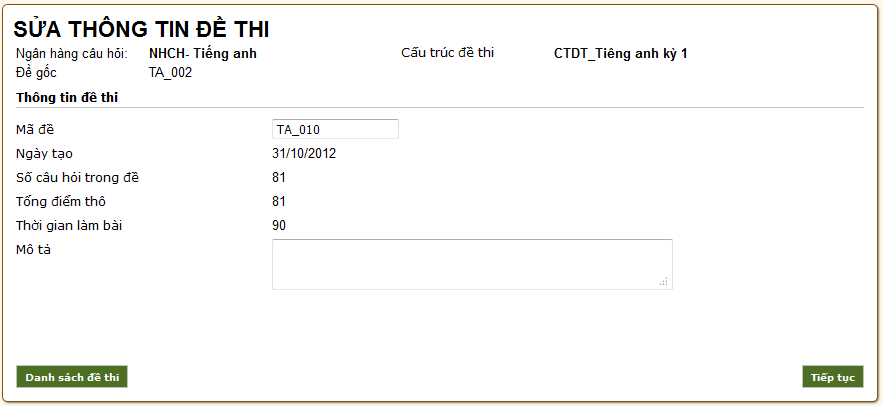 SỬA THÔNG TIN ĐỀ THI
Ngân hàng câu hỏi: NHCH- Tiếng anh Cấu trúc đề thi CTDT_Tiêng anh kỳ 1
Đề gốc TA_002
Thông tin đề thi
Mã đề TA_010
Ngày tạo 31/10/2012
Số câu hỏi trong đề 81
Tổng điểm thô 81
Thời gian làm bài 90
Mô tả
Danh sách đề thi Tiếp tục